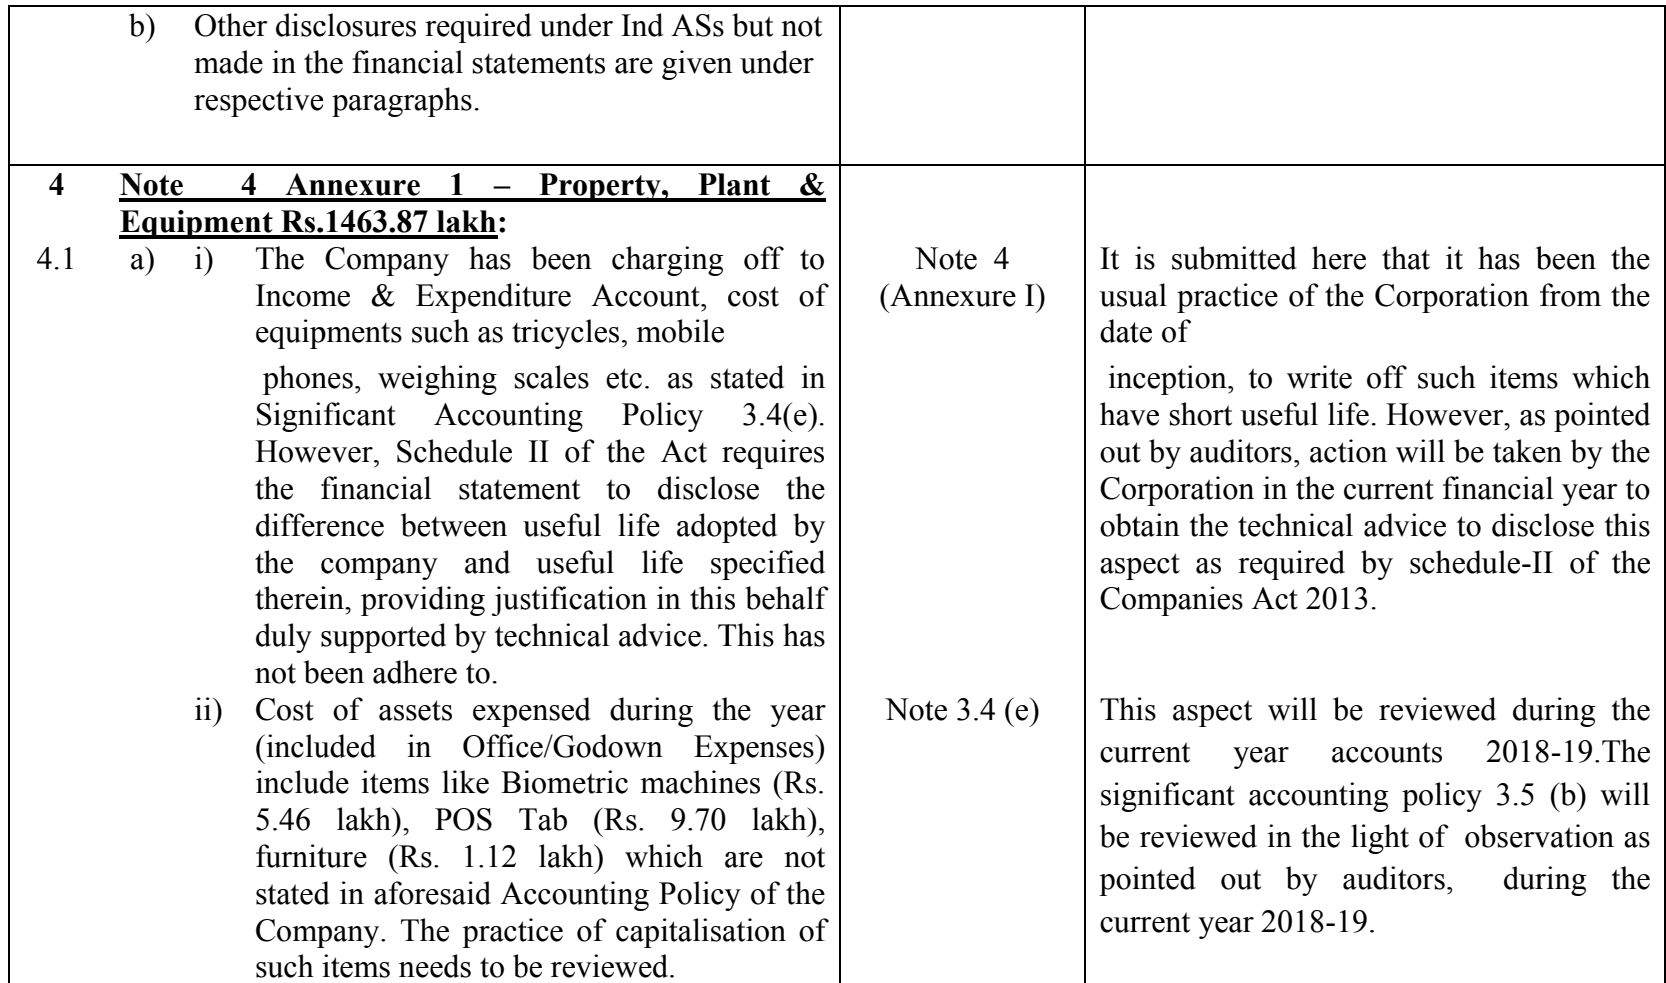 b) Other disclosures required under Ind ASs but not
made in the financial statements are given under
respective paragraphs.
4 Note 4 Annexure 1 – Property, Plant &
Equipment Rs.1463.87 lakh:
4.1 a) i) The Company has been charging off to
Income & Expenditure Account, cost of
equipments such as tricycles, mobile
phones, weighing scales etc. as stated in
Significant Accounting Policy 3.4(e).
However, Schedule II of the Act requires
the financial statement to disclose the
difference between useful life adopted by
the company and useful life specified
therein, providing justification in this behalf
duly supported by technical advice. This has
not been adhere to.
Note 4
(Annexure I)
It is submitted here that it has been the
usual practice of the Corporation from the
date of
inception, to write off such items which
have short useful life. However, as pointed
out by auditors, action will be taken by the
Corporation in the current financial year to
obtain the technical advice to disclose this
aspect as required by schedule-II of the
Companies Act 2013.
ii) Cost of assets expensed during the year
(included in Office/Godown Expenses)
include items like Biometric machines (Rs.
5.46 lakh), POS Tab (Rs. 9.70 lakh),
furniture (Rs. 1.12 lakh) which are not
stated in aforesaid Accounting Policy of the
Company. The practice of capitalisation of
such items needs to be reviewed.
Note 3.4 (e)
This aspect will be reviewed during the
current year accounts 2018-19.The
significant accounting policy 3.5 (b) will
be reviewed in the light of observation as
pointed out by auditors, during the
current year 2018-19.